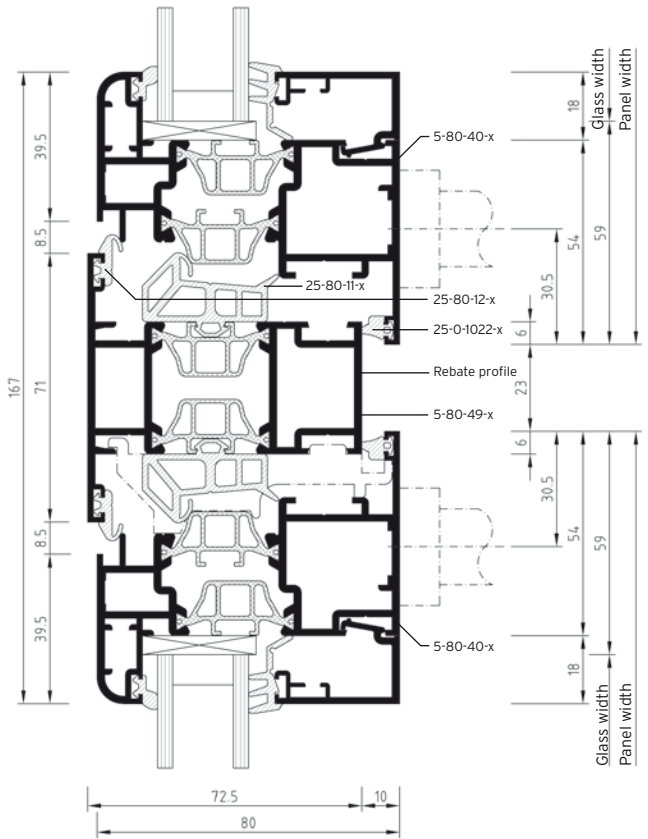 Glass width
Panel width
18
39.5
5-80-40-x
54
59
8.5
30.5
25-80-11-x
25-80-12-x
25-0-1022-x
6
167
71
Rebate profile
23
5-80-49-x
6
30.5
54
59
8.5
39.5
5-80-40-x
18
Glass width
Panel width
72.5
10
80